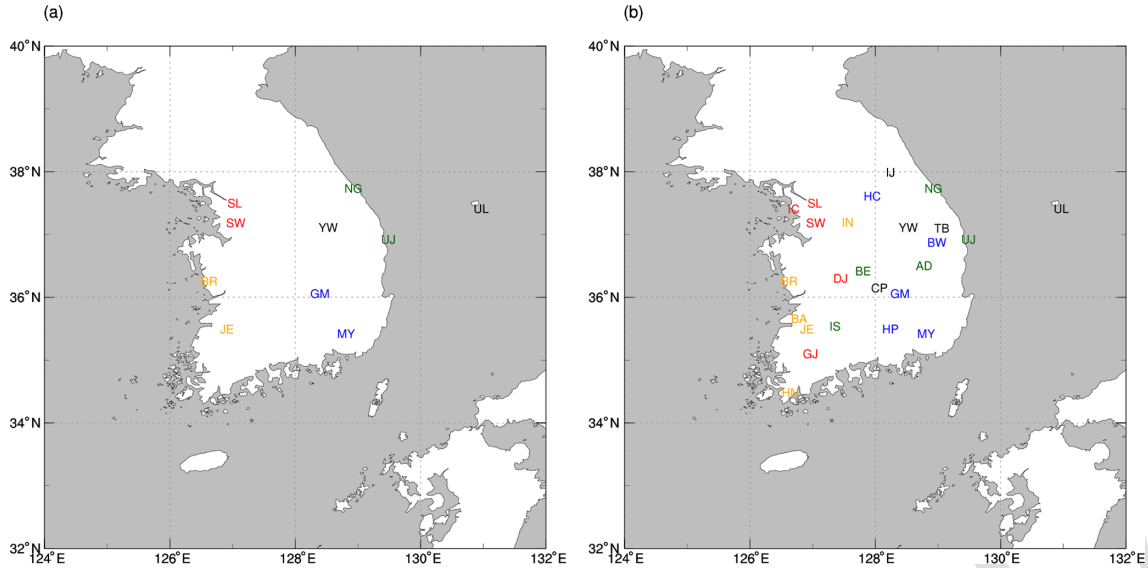 (a)
40°N
38°N
36°N
34°N
32°N
124°E
126°E
128°E
130°E
132°E
NG
SL
UL
SW
YW
UJ
BR
GM
JE
MY
(b)
40°N
38°N
36°N
34°N
32°N
124°E
126°E
128°E
130°E
132°E
IJ
NG
HC
SL
IC
UL
SW
IN
YW
TB
BW
UJ
AD
BE
DJ
BR
CP
GM
BA
JE
IS
HP
MY
GJ
HN